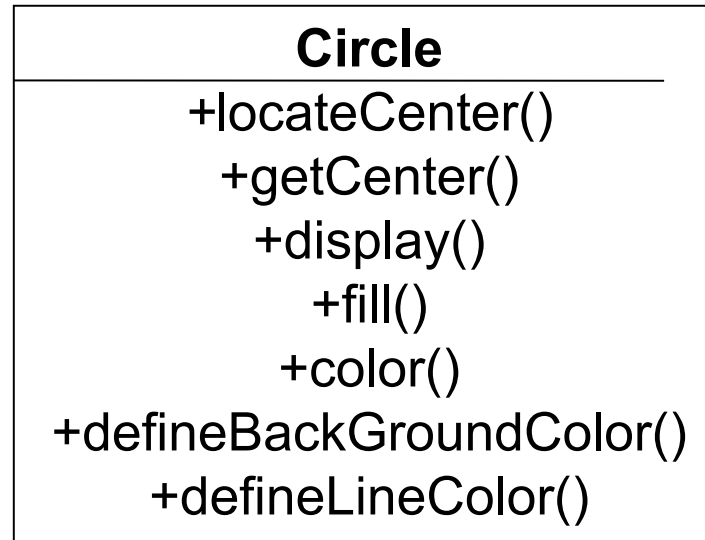 Circle
+locateCenter()
+getCenter()
+display()
+fill()
+color()
+defineBackGroundColor()
+defineLineColor()